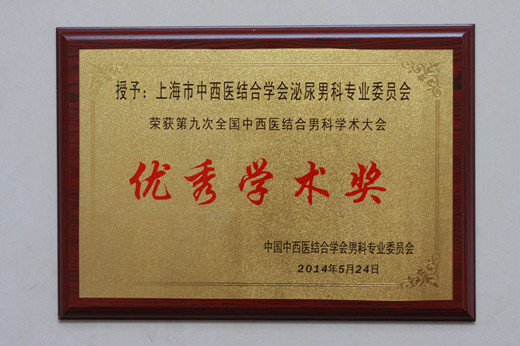 授予：上海市中西医结合学会泌尿男科专业委员会
荣获第九次全国中西医结合男科学术大会
优秀学术奖
中国中西医结合学会男科专业委员会
2014年5月24日